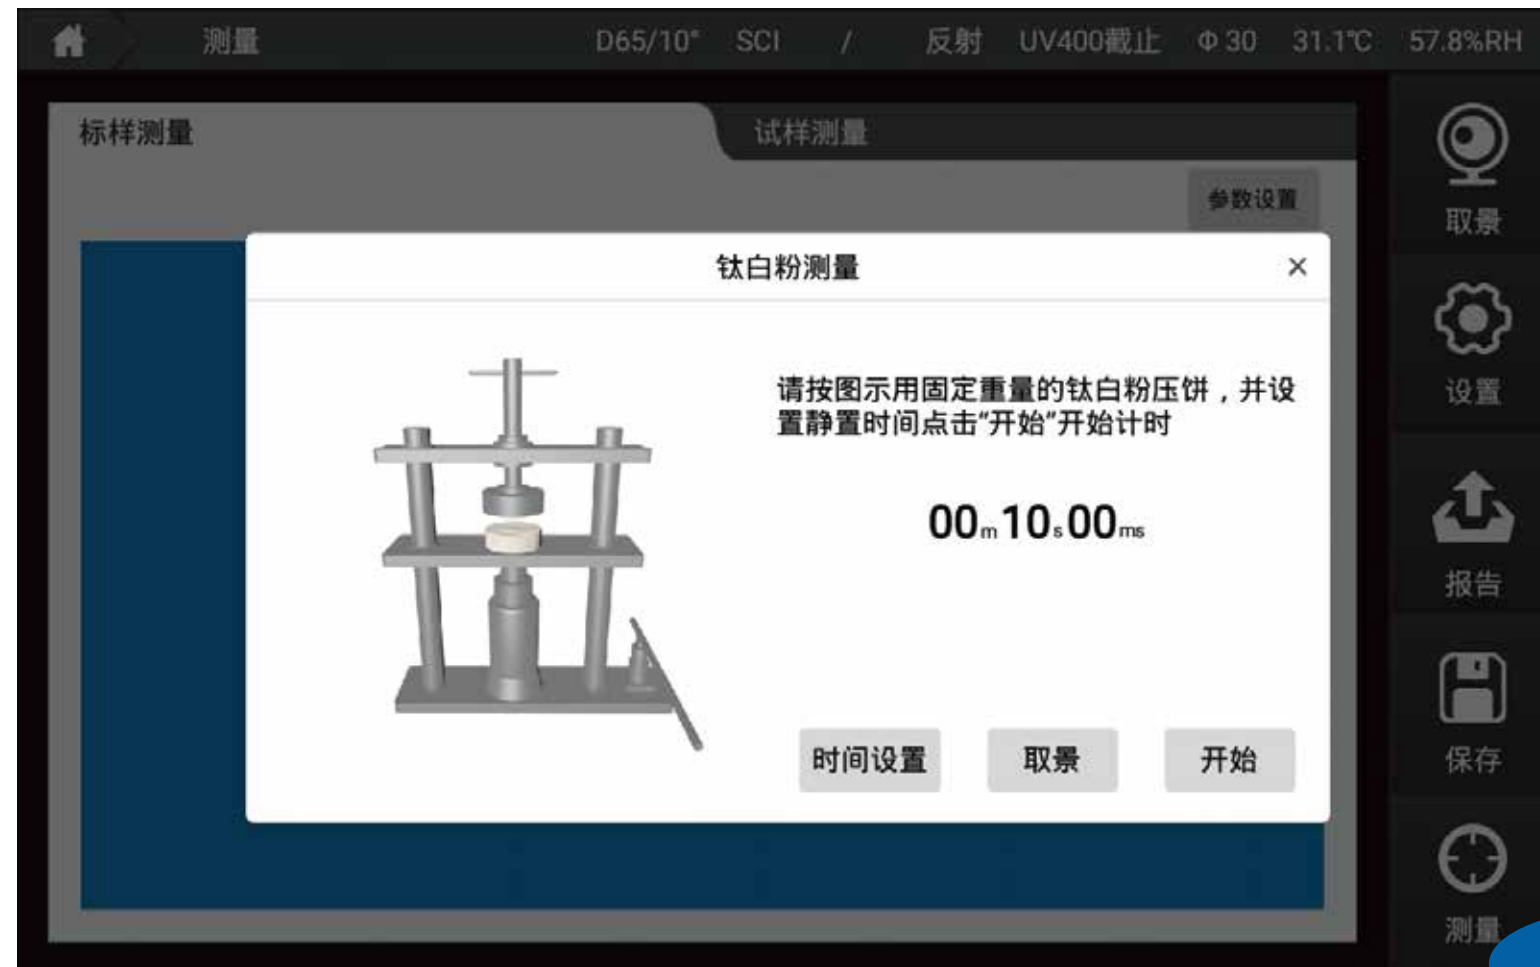 测量 D65/10° SCI / 反射 UV400截止 Φ30 31.1℃ 57.8%RH
标样测量 试样测量
参数设置
钛白粉测量 ×
请按图示用固定重量的钛白粉压饼，并设
置静置时间点击“开始”开始计时
00m10s00ms
时间设置 取景 开始
取景
设置
报告
保存
测量